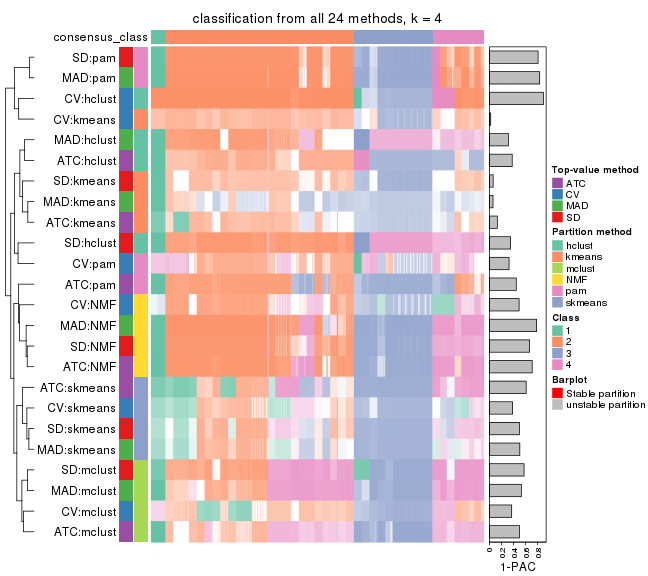 classification from all 24 methods, k = 4
consensus_class
SD:pam
MAD:pam
CV:hclust
CV:kmeans
MAD:hclust
ATC:hclust
SD:kmeans
MAD:kmeans
ATC:kmeans
SD:hclust
CV:pam
ATC:pam
CV:NMF
MAD:NMF
SD:NMF
ATC:NMF
ATC:skmeans
CV:skmeans
SD:skmeans
MAD:skmeans
SD:mclust
MAD:mclust
CV:mclust
ATC:mclust
0 0.2 0.4 0.6 0.8
1-PAC
Top-value method
ATC
CV
MAD
SD
Partition method
hclust
kmeans
mclust
NMF
pam
skmeans
Class
1
2
3
4
Barplot
Stable partition
unstable partition